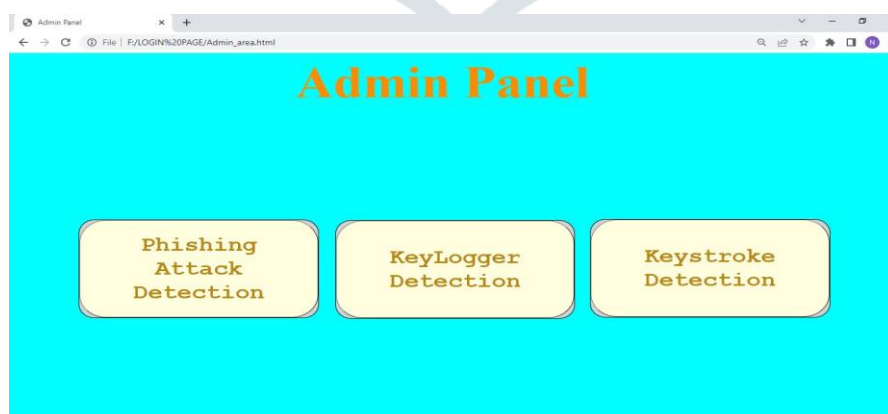 Admin Panel
File | F:/LOGIN%20PAGE/Admin_area.html
N
Admin Panel
Phishing
Attack
Detection
KeyLogger
Detection
Keystroke
Detection